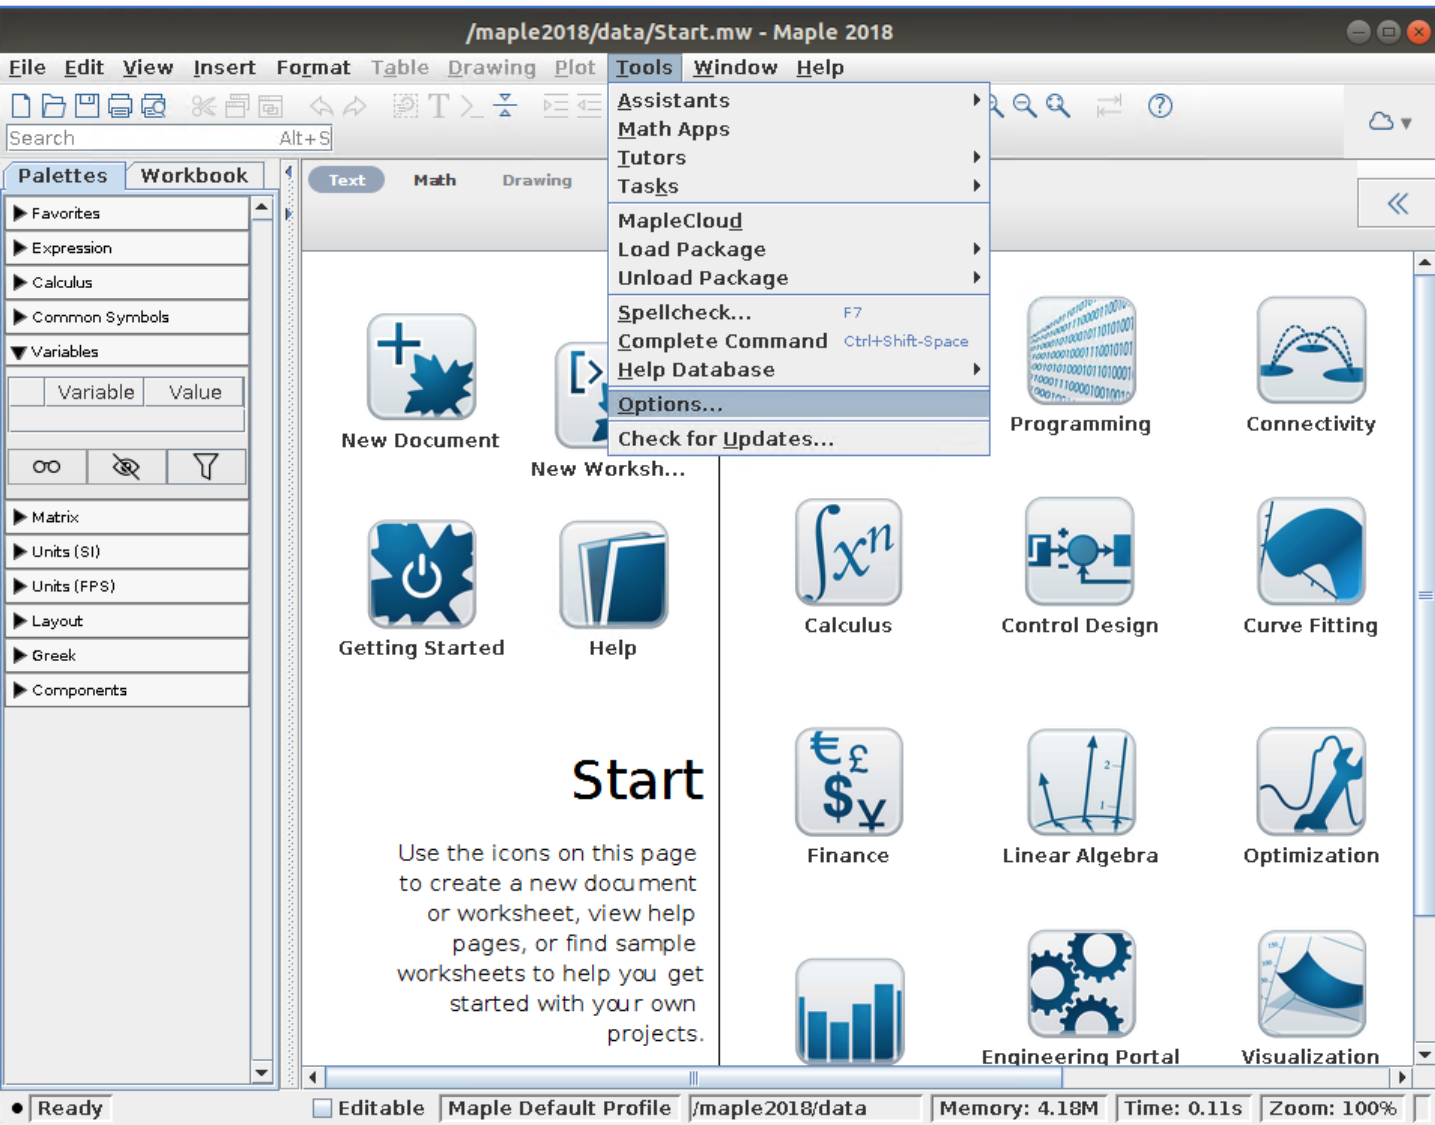 /maple2018/data/Start.mw - Maple 2018
File Edit View Insert Format Table Drawing Plot Tools Window Help
Search Alt+S
Palettes Workbook
Text Math Drawing
Favorites
Expression
Calculus
Common Symbols
Variables
Variable Value
Matrix
Units (SI)
Units (FPS)
Layout
Greek
Components
Assistants
Math Apps
Tutors
Tasks
MapleCloud
Load Package
Unload Package
Spellcheck... F7
Complete Command Ctrl+Shift-Space
Help Database
Options...
Check for Updates...
New Document
New Worksh...
Programming
Connectivity
Getting Started
Help
Calculus
Control Design
Curve Fitting
Finance
Linear Algebra
Optimization
Engineering Portal
Visualization
Start
Use the icons on this page
to create a new document
or worksheet, view help
pages, or find sample
worksheets to help you get
started with your own
projects.
Ready
Editable
Maple Default Profile
/maple2018/data
Memory: 4.18M
Time: 0.11s
Zoom: 100%